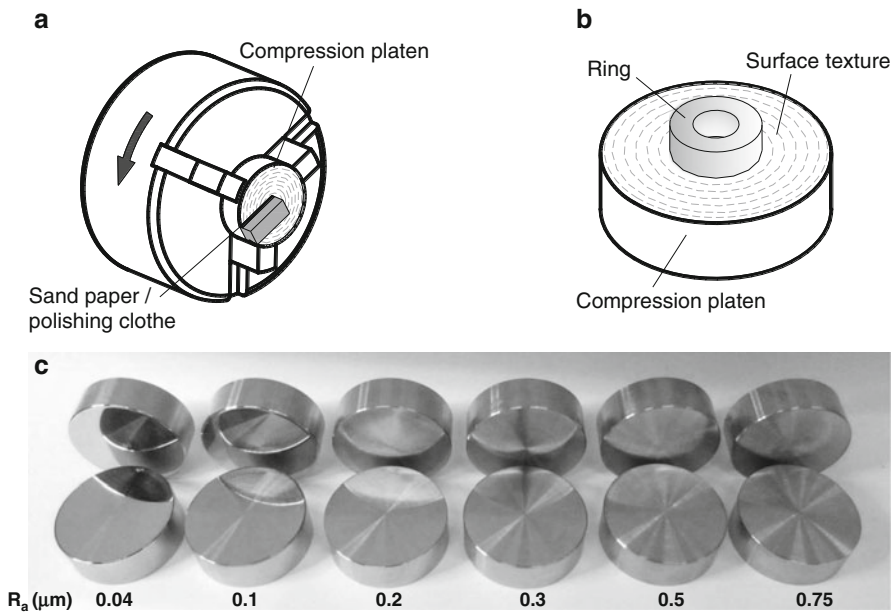 a
Compression platen
Sand paper /
polishing clothe
b
Ring
Surface texture
Compression platen
c
Rₐ (μm) 0.04 0.1 0.2 0.3 0.5 0.75